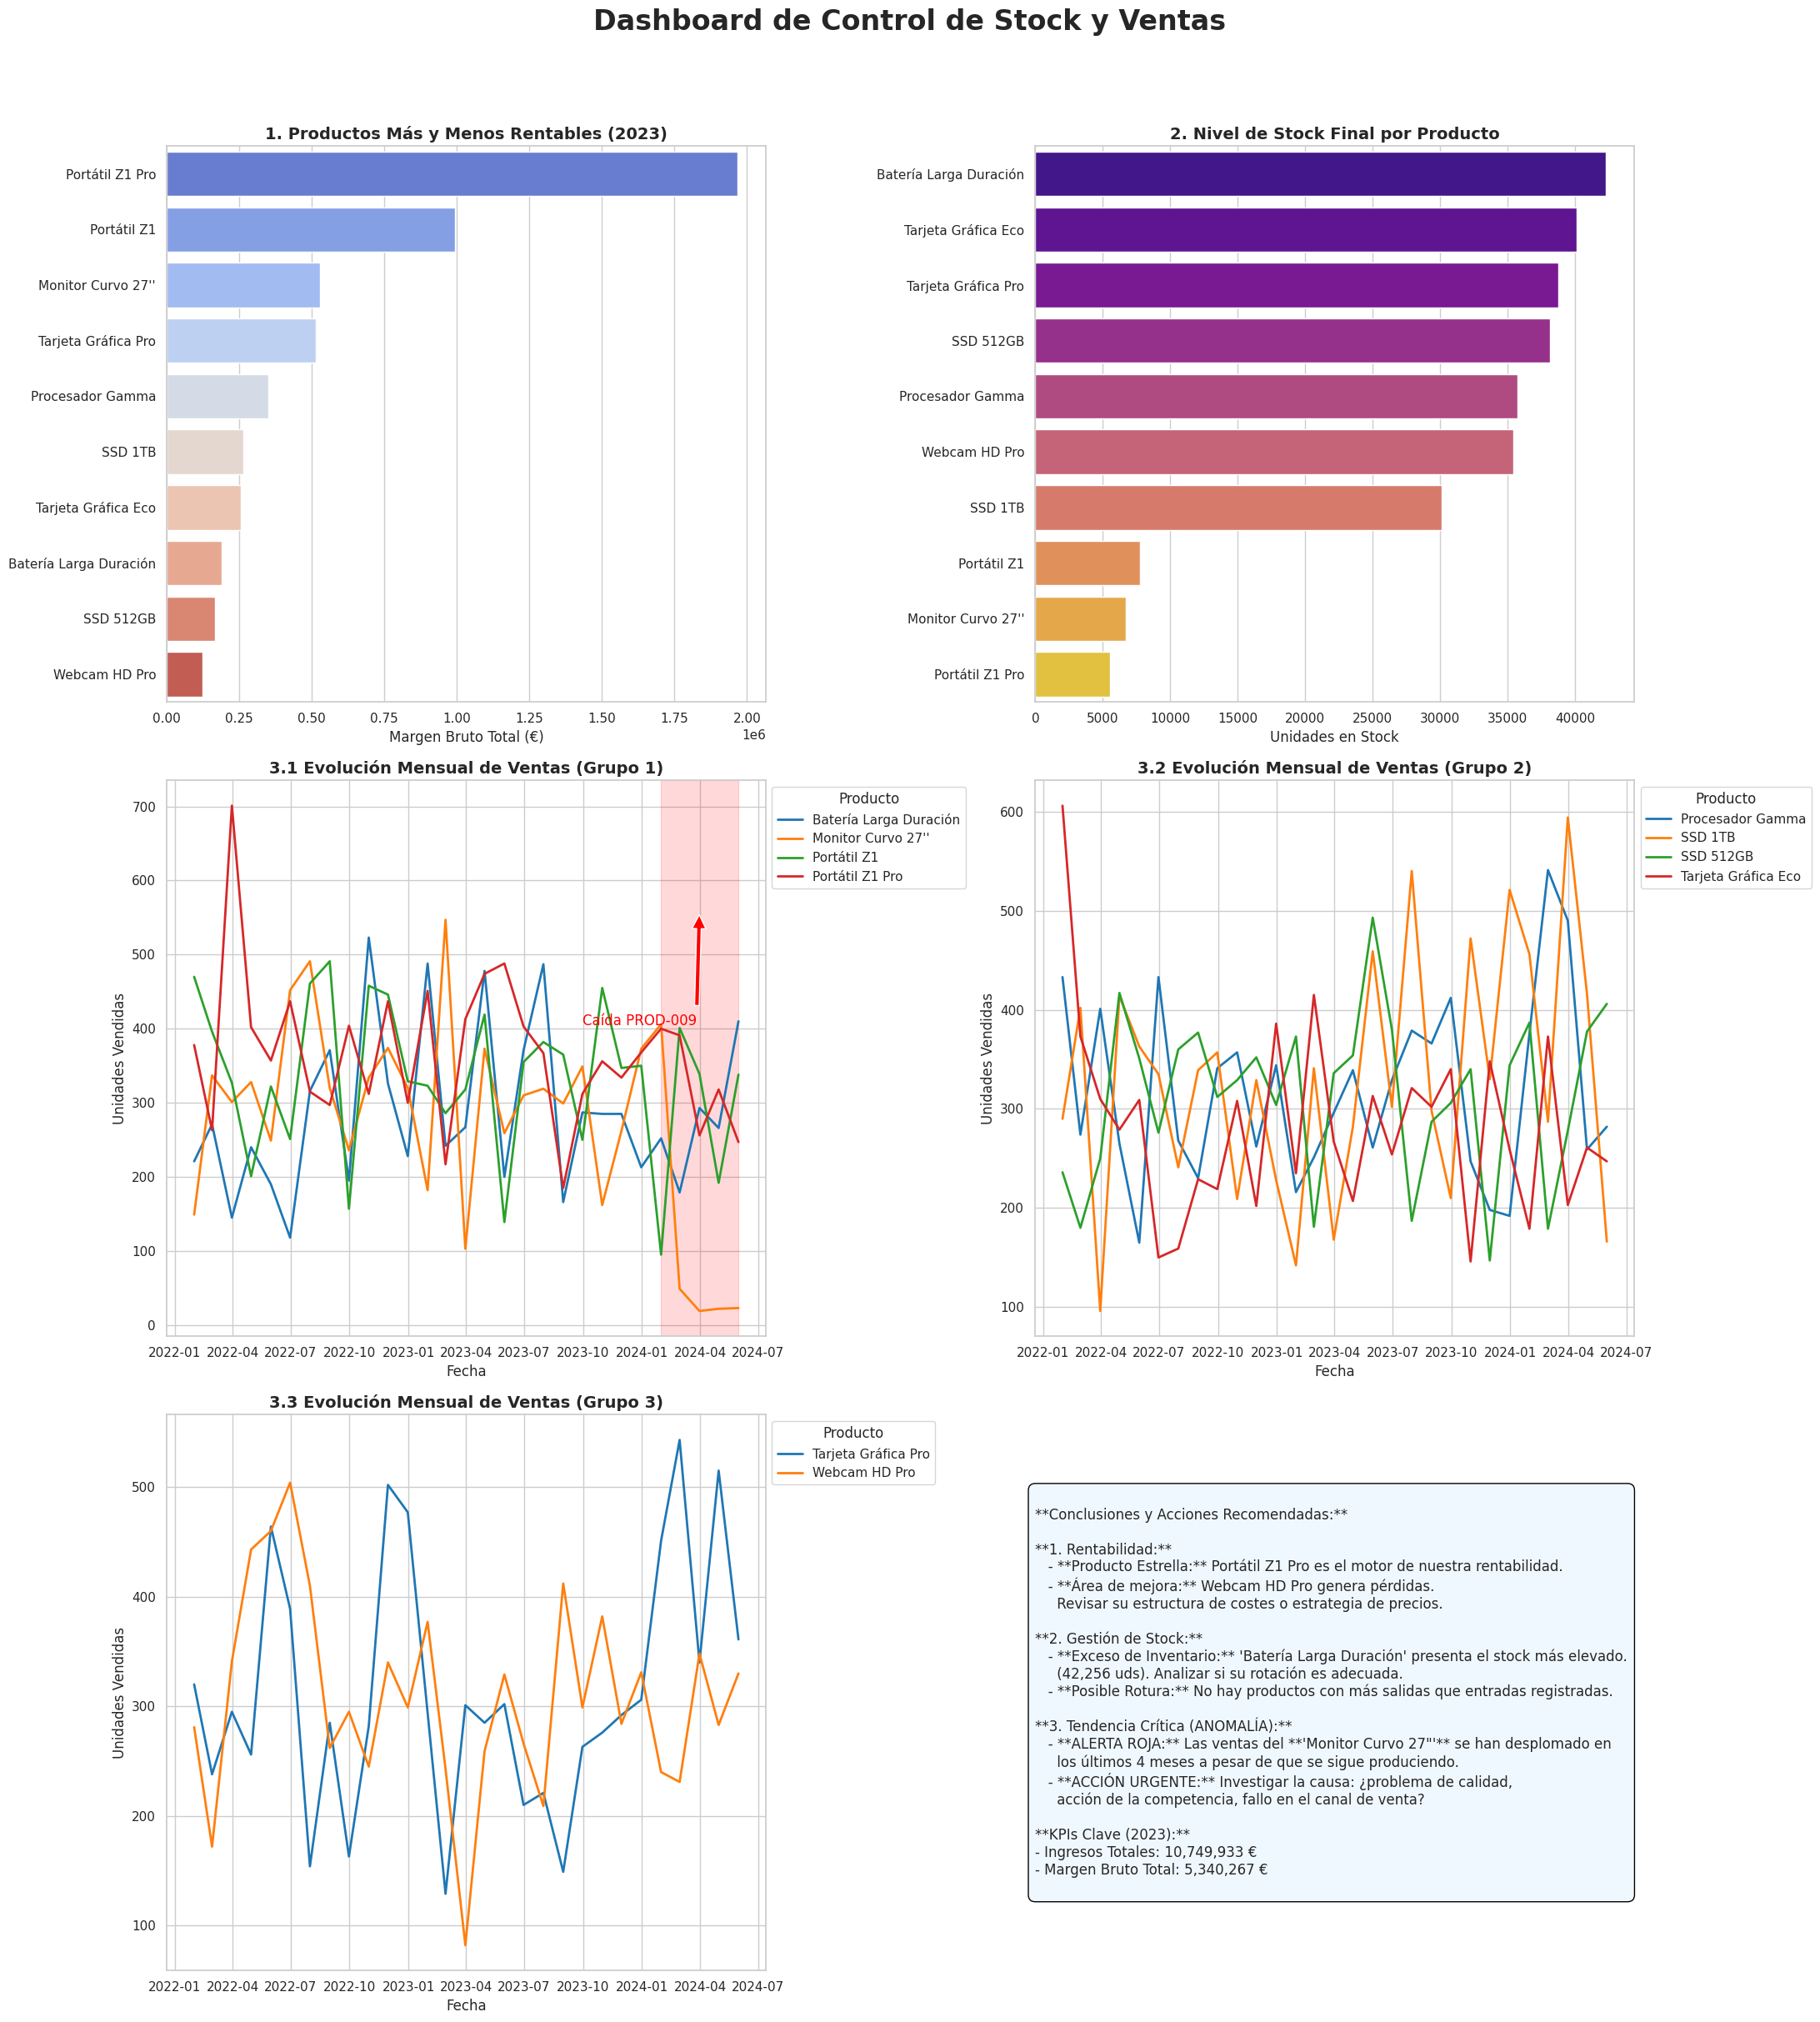 Dashboard de Control de Stock y Ventas
1. Productos Más y Menos Rentables (2023)
Portátil Z1 Pro
Portátil Z1
Monitor Curvo 27''
Tarjeta Gráfica Pro
Procesador Gamma
SSD 1TB
Tarjeta Gráfica Eco
Batería Larga Duración
SSD 512GB
Webcam HD Pro
0.00 0.25 0.50 0.75 1.00 1.25 1.50 1.75 2.00
1e6
Margen Bruto Total (€)
2. Nivel de Stock Final por Producto
Batería Larga Duración
Tarjeta Gráfica Eco
Tarjeta Gráfica Pro
SSD 512GB
Procesador Gamma
Webcam HD Pro
SSD 1TB
Portátil Z1
Monitor Curvo 27''
Portátil Z1 Pro
0 5000 10000 15000 20000 25000 30000 35000 40000
Unidades en Stock
3.1 Evolución Mensual de Ventas (Grupo 1)
Unidades Vendidas
700
600
500
400
300
200
100
0
Caída PROD-009
2022-01 2022-04 2022-07 2022-10 2023-01 2023-04 2023-07 2023-10 2024-01 2024-04 2024-07
Fecha
Producto
Batería Larga Duración
Monitor Curvo 27''
Portátil Z1
Portátil Z1 Pro
3.2 Evolución Mensual de Ventas (Grupo 2)
Unidades Vendidas
600
500
400
300
200
100
2022-01 2022-04 2022-07 2022-10 2023-01 2023-04 2023-07 2023-10 2024-01 2024-04 2024-07
Fecha
Producto
Procesador Gamma
SSD 1TB
SSD 512GB
Tarjeta Gráfica Eco
3.3 Evolución Mensual de Ventas (Grupo 3)
Unidades Vendidas
500
400
300
200
100
2022-01 2022-04 2022-07 2022-10 2023-01 2023-04 2023-07 2023-10 2024-01 2024-04 2024-07
Fecha
Producto
Tarjeta Gráfica Pro
Webcam HD Pro
**Conclusiones y Acciones Recomendadas:**
**1. Rentabilidad:**
- **Producto Estrella:** Portátil Z1 Pro es el motor de nuestra rentabilidad.
- **Área de mejora:** Webcam HD Pro genera pérdidas.
Revisar su estructura de costes o estrategia de precios.
**2. Gestión de Stock:**
- **Exceso de Inventario:** 'Batería Larga Duración' presenta el stock más elevado.
(42,256 uds). Analizar si su rotación es adecuada.
- **Posible Rotura:** No hay productos con más salidas que entradas registradas.
**3. Tendencia Crítica (ANOMALÍA):**
- **ALERTA ROJA:** Las ventas del **'Monitor Curvo 27"'** se han desplomado en
los últimos 4 meses a pesar de que se sigue produciendo.
- **ACCIÓN URGENTE:** Investigar la causa: ¿problema de calidad,
acción de la competencia, fallo en el canal de venta?
**KPIs Clave (2023):**
- Ingresos Totales: 10,749,933 €
- Margen Bruto Total: 5,340,267 €